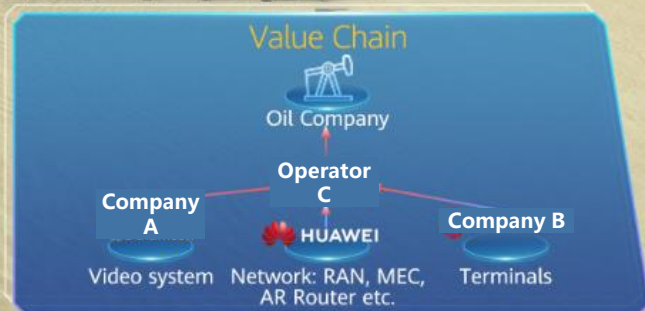 Value Chain
Oil Company
Operator
C
Company
A
HUAWEI
Company B
Video system
Network: RAN, MEC,
AR Router etc.
Terminals